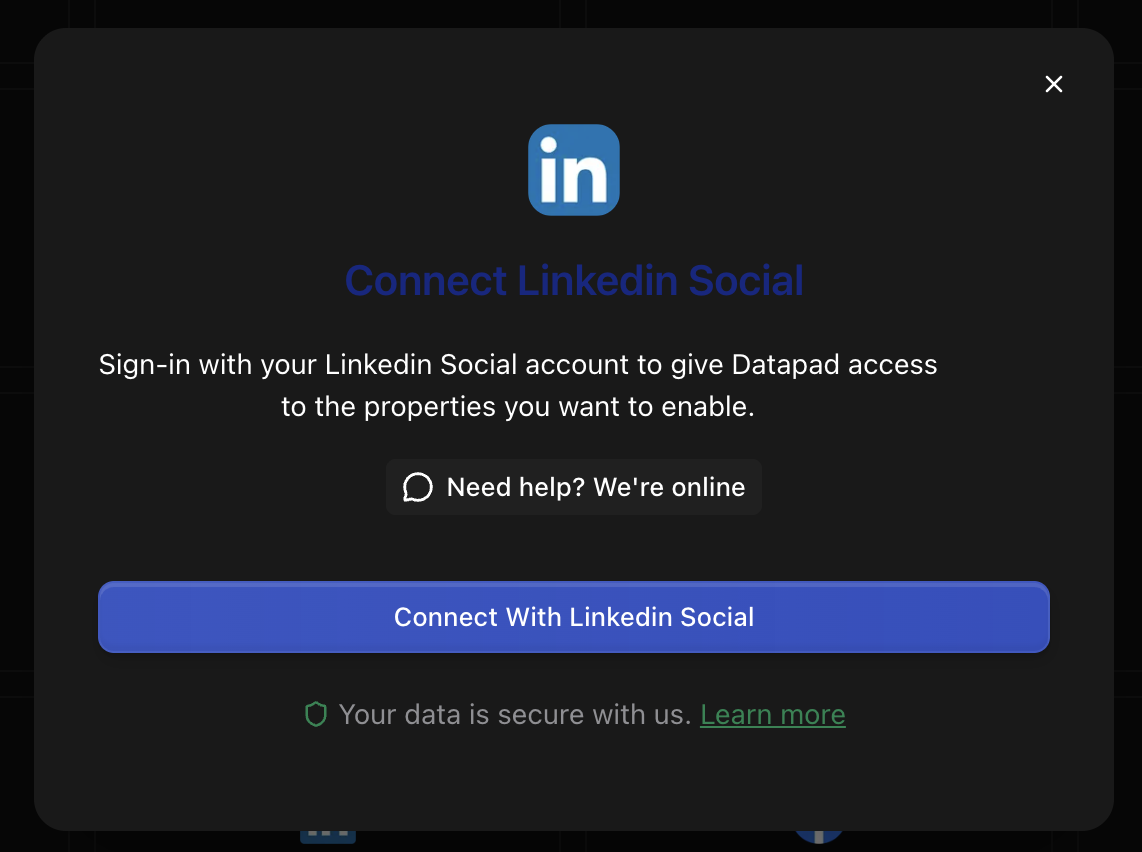 in
Connect Linkedin Social
Sign-in with your Linkedin Social account to give Datapad access
to the properties you want to enable.
Need help? We're online
Connect With Linkedin Social
Your data is secure with us. Learn more